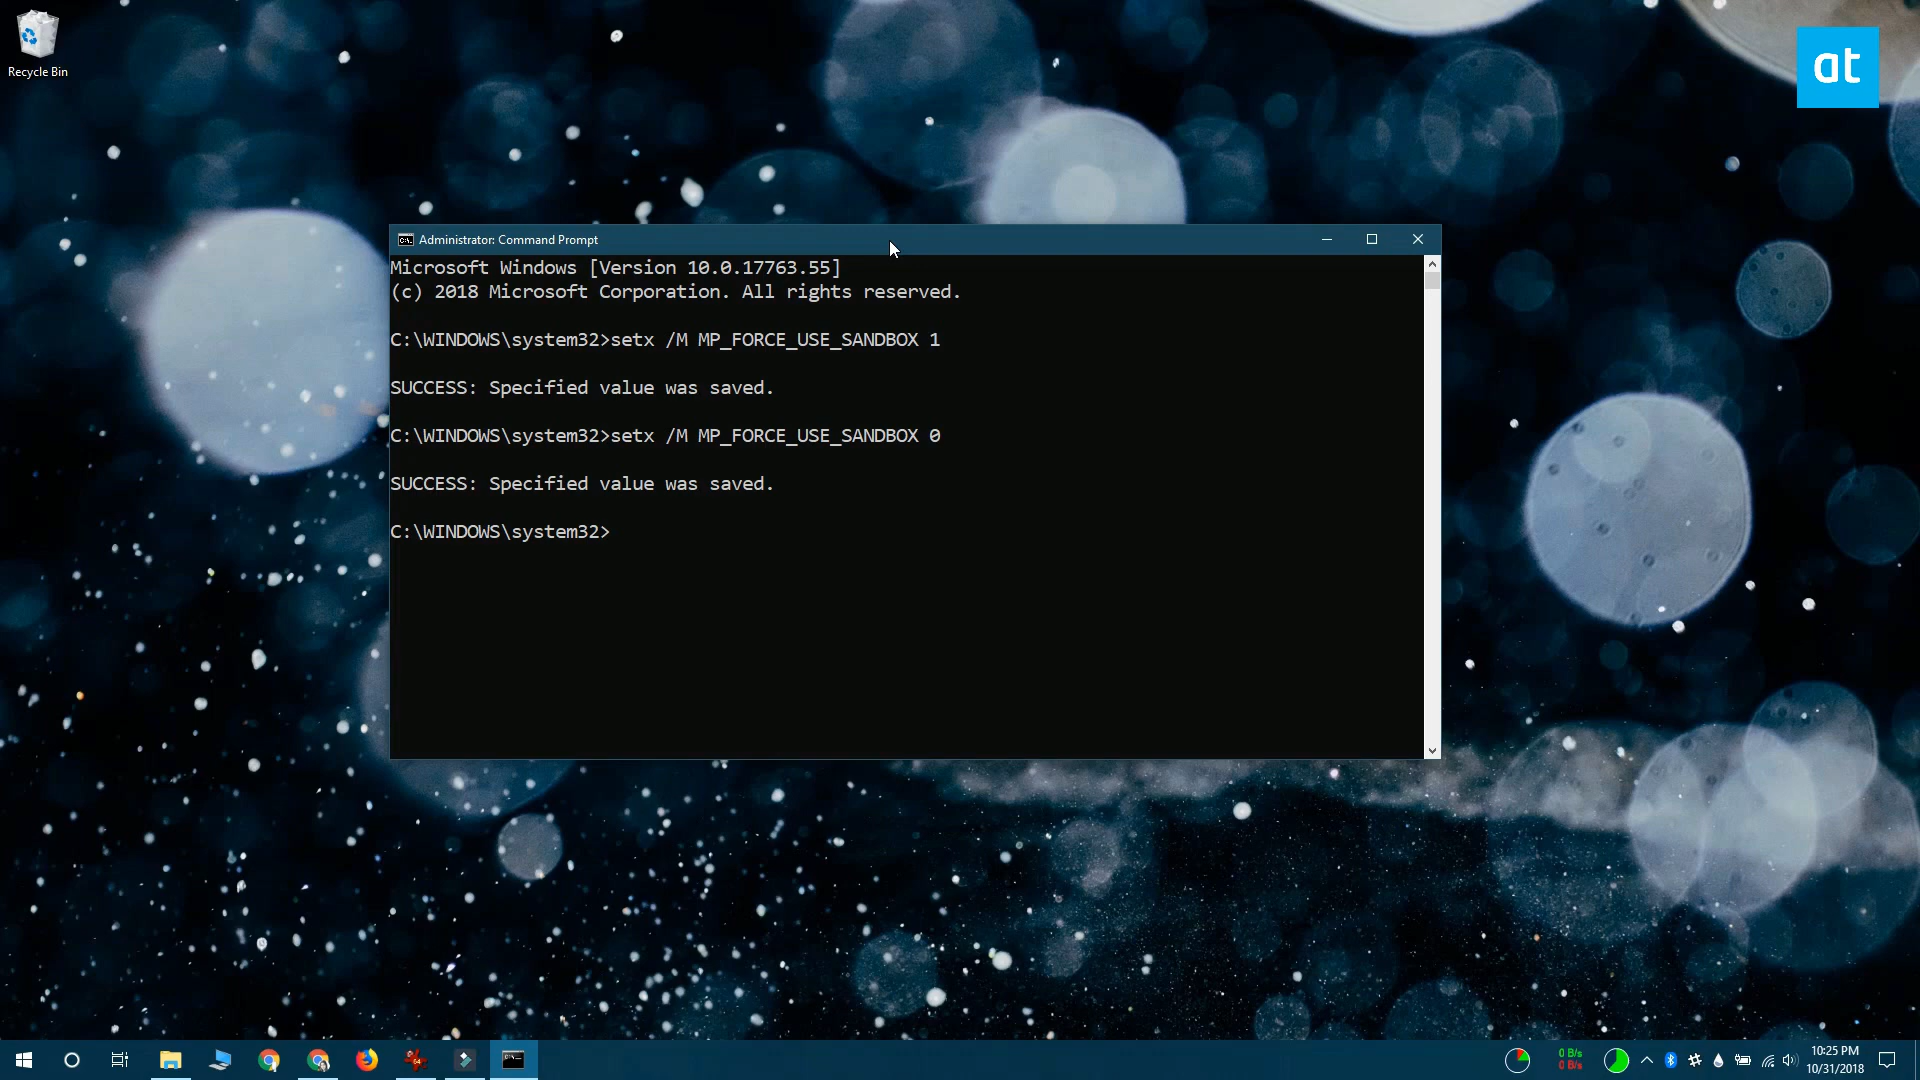 Recycle Bin
at
Administrator: Command Prompt
Microsoft Windows [Version 10.0.17763.55]
(c) 2018 Microsoft Corporation. All rights reserved.
C:\WINDOWS\system32>setx /M MP_FORCE_USE_SANDBOX 1
SUCCESS: Specified value was saved.
C:\WINDOWS\system32>setx /M MP_FORCE_USE_SANDBOX 0
SUCCESS: Specified value was saved.
C:\WINDOWS\system32>
0 B/s
0 B/s
10:25 PM
10/31/2018